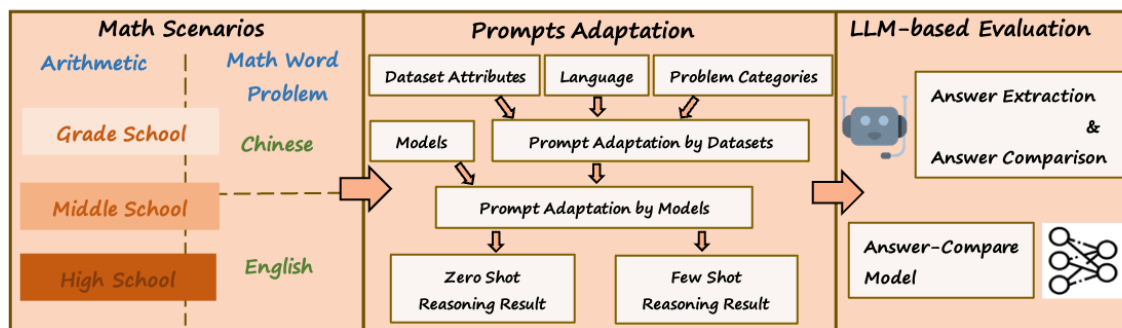 Math Scenarios
Arithmetic
Math Word
Problem
Grade School
Chinese
Middle School
High School
English
Prompts Adaptation
Dataset Attributes
Language
Problem Categories
Models
Prompt Adaptation by Datasets
Prompt Adaptation by Models
Zero Shot
Reasoning Result
Few Shot
Reasoning Result
LLM-based Evaluation
Answer Extraction
&
Answer Comparison
Answer-Compare
Model